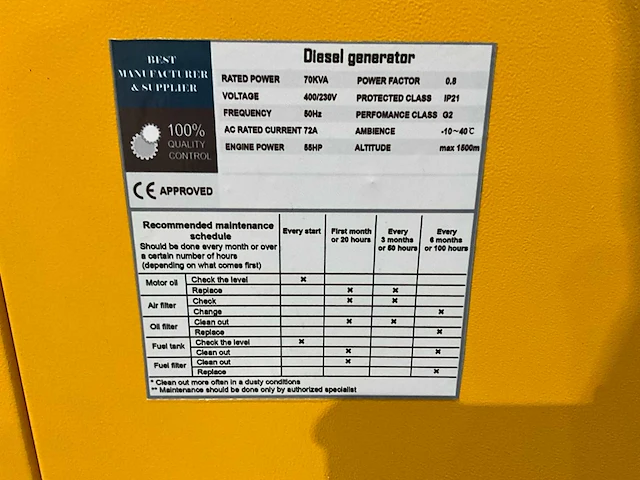 BEST
MANUFACTURER
& SUPPLIER
100%
QUALITY
CONTROL
CE APPROVED
Diesel generator
RATED POWER 70KVA POWER FACTOR 0.8
VOLTAGE 400/230V PROTECTED CLASS IP21
FREQUENCY 50Hz PERFOMANCE CLASS G2
AC RATED CURRENT 72A AMBIENCE -10~40℃
ENGINE POWER 55HP ALTITUDE max 1500m
Recommended maintenance
schedule
Should be done every month or over
a certain number of hours
(depending on what comes first)
Every start
First month
or 20 hours
Every
3 months
or 50 hours
Every
6 months
or 100 hours
Motor oil Check the level x
Replace x x
Air filter Check x x
Change x
Oil filter Clean out x x
Replace x
Fuel tank Check the level x
Clean out x x
Fuel filter Clean out x
Replace x
* Clean out more often in a dusty conditions
** Maintenance should be done only by authorized specialist